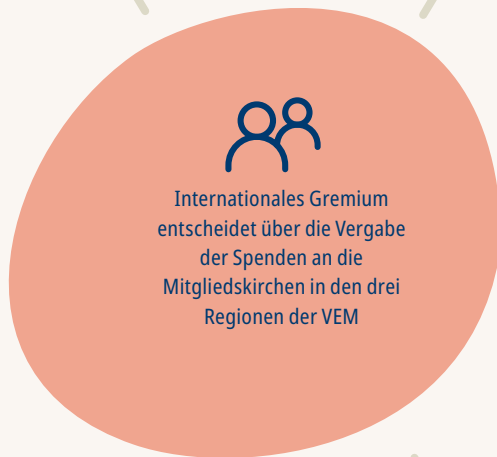 Internationales Gremium
entscheidet über die Vergabe
der Spenden an die
Mitgliedskirchen in den drei
Regionen der VEM